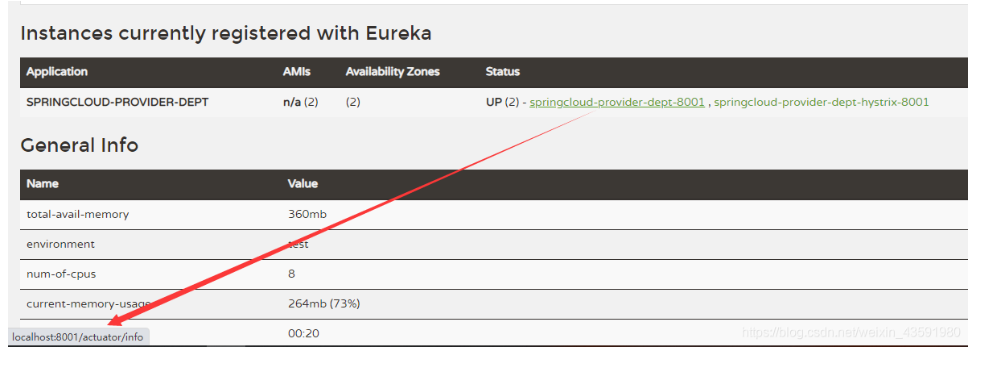 Instances currently registered with Eureka
Application AMIs Availability Zones Status
SPRINGCLOUD-PROVIDER-DEPT n/a (2) (2) UP (2) - springcloud-provider-dept-8001 , springcloud-provider-dept-hystrix-8001
General Info
Name Value
total-avail-memory 360mb
environment test
num-of-cpus 8
current-memory-usage 264mb (73%)
localhost:8001/actuator/info 00:20
https://blog.csdn.net/weixin_43591980